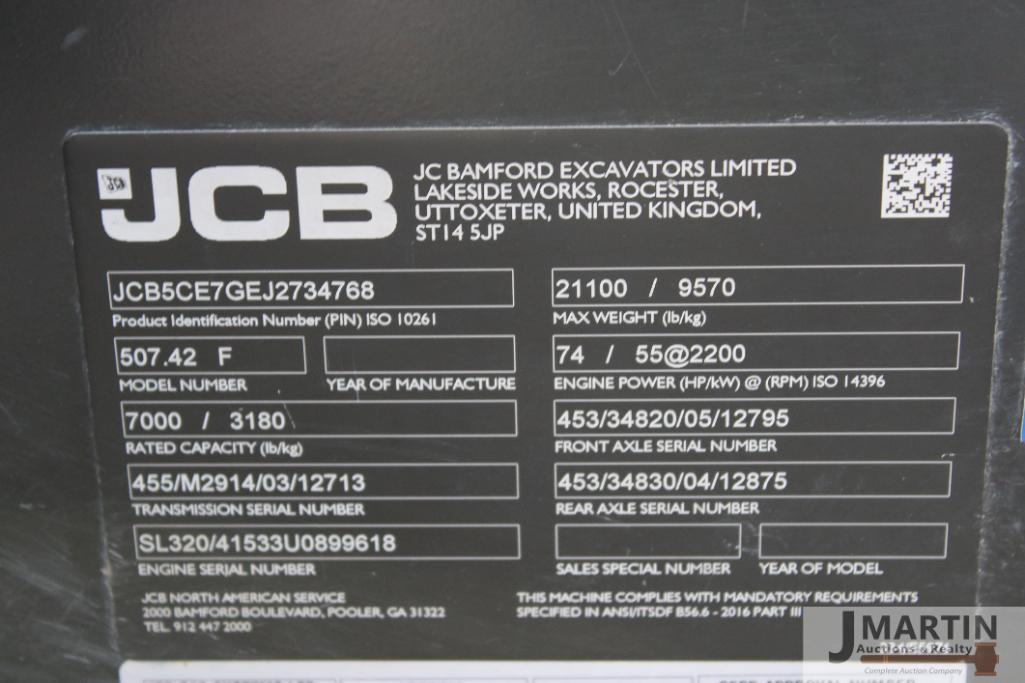 JCB
JC BAMFORD EXCAVATORS LIMITED
LAKESIDE WORKS, ROCESTER,
UTTOXETER, UNITED KINGDOM,
ST14 5JP
JCB5CE7GEJ2734768
Product Identification Number (PIN) ISO 10261
507.42 F
MODEL NUMBER
YEAR OF MANUFACTURE
7000 / 3180
RATED CAPACITY (lb/kg)
455/M2914/03/12713
TRANSMISSION SERIAL NUMBER
SL320/41533U0899618
ENGINE SERIAL NUMBER
21100 / 9570
MAX WEIGHT (lb/kg)
74 / 55@2200
ENGINE POWER (HP/kW) @ (RPM) ISO 14396
453/34820/05/12795
FRONT AXLE SERIAL NUMBER
453/34830/04/12875
REAR AXLE SERIAL NUMBER
SALES SPECIAL NUMBER
YEAR OF MODEL
JCB NORTH AMERICAN SERVICE
2000 BAMFORD BOULEVARD, POOLER, GA 31322
TEL. 912 447 2000
THIS MACHINE COMPLIES WITH MANDATORY REQUIREMENTS
SPECIFIED IN ANSI/ITSDF B56.6 - 2016 PART III
J MARTIN
Auctions & Realty
Complete Auction Company